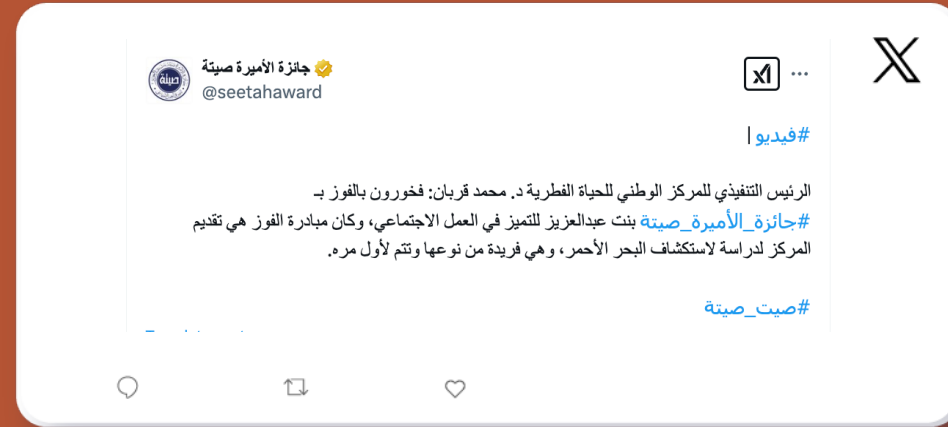 جائزة الأميرة صيتة
@seetahaward
#فيديو |
الرئيس التنفيذي للمركز الوطني للحياة الفطرية د. محمد قربان: فخورون بالفوز بـ
#جائزة_الأميرة_صيتة بنت عبدالعزيز للتميز في العمل الاجتماعي، وكان مبادرة الفوز هي تقديم
المركز لدراسة لاستكشاف البحر الأحمر، وهي فريدة من نوعها وتتم لأول مره.
#صيت_صيتة